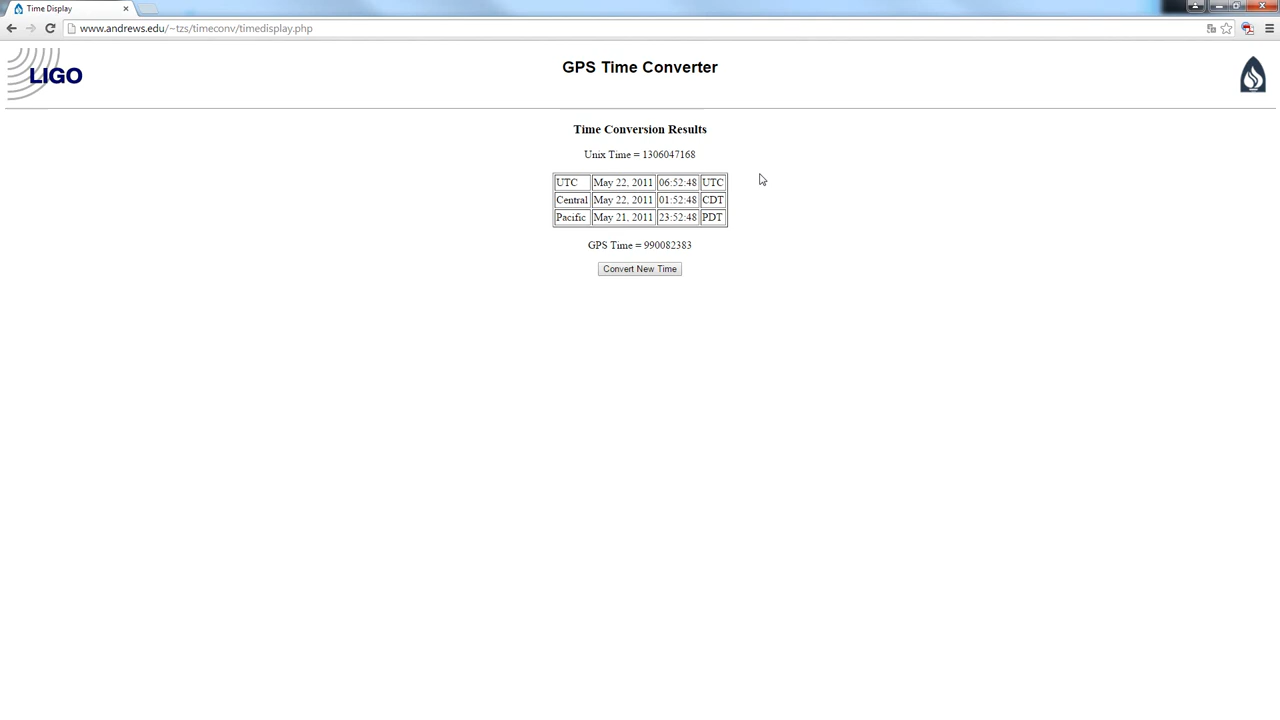 Time Display
www.andrews.edu/~tzs/timeconv/timedisplay.php
LIGO
GPS Time Converter
Time Conversion Results
Unix Time = 1306047168
UTC May 22, 2011 06:52:48 UTC
Central May 22, 2011 01:52:48 CDT
Pacific May 21, 2011 23:52:48 PDT
GPS Time = 990082383
Convert New Time